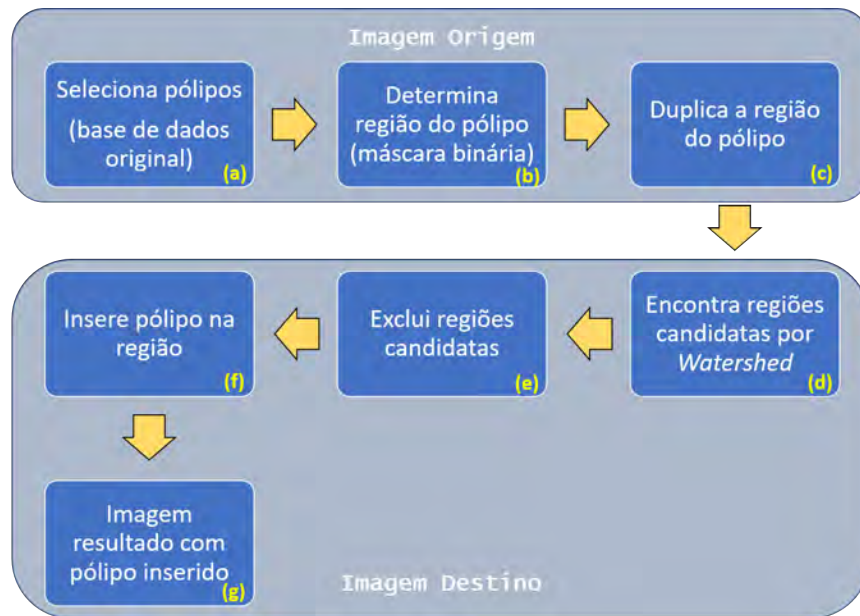 Imagem Origem
Seleciona pólipos
(base de dados
original)
(a)
Determina
região do pólipo
(máscara binária)
(b)
Duplica a região
do pólipo
(c)
Encontra regiões
candidatas por
Watershed
(d)
Exclui regiões
candidatas
(e)
Insere pólipo na
região
(f)
Imagem
resultado com
pólipo inserido
(g)
Imagem Destino